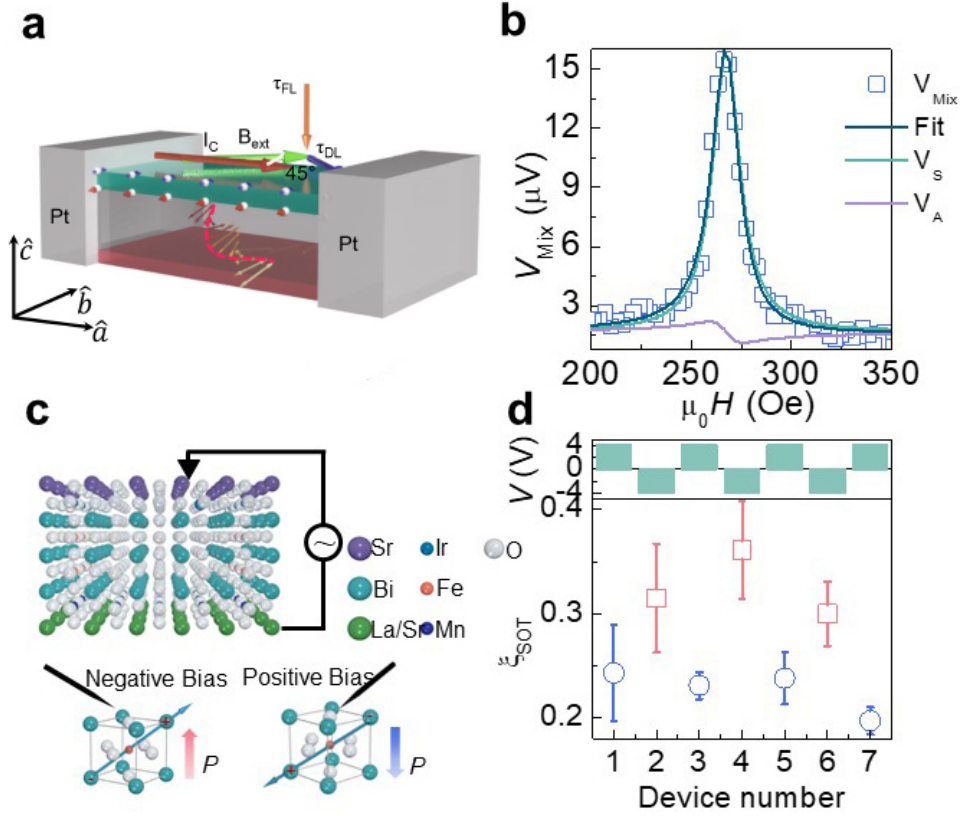 a
τFL
IC
Bext
τDL
45°
Pt
Pt
ĉ
b̂
â
b
15
12
9
6
3
VMix (μV)
VMix
Fit
VS
VA
200 250 300 350
μ0H (Oe)
c
~
Sr Ir O
Bi Fe
La/Sr Mn
Negative Bias Positive Bias
+ -
P
- +
P
d
V (V)
4
0
-4
0.4
0.3
0.2
ξSOT
1 2 3 4 5 6 7
Device number